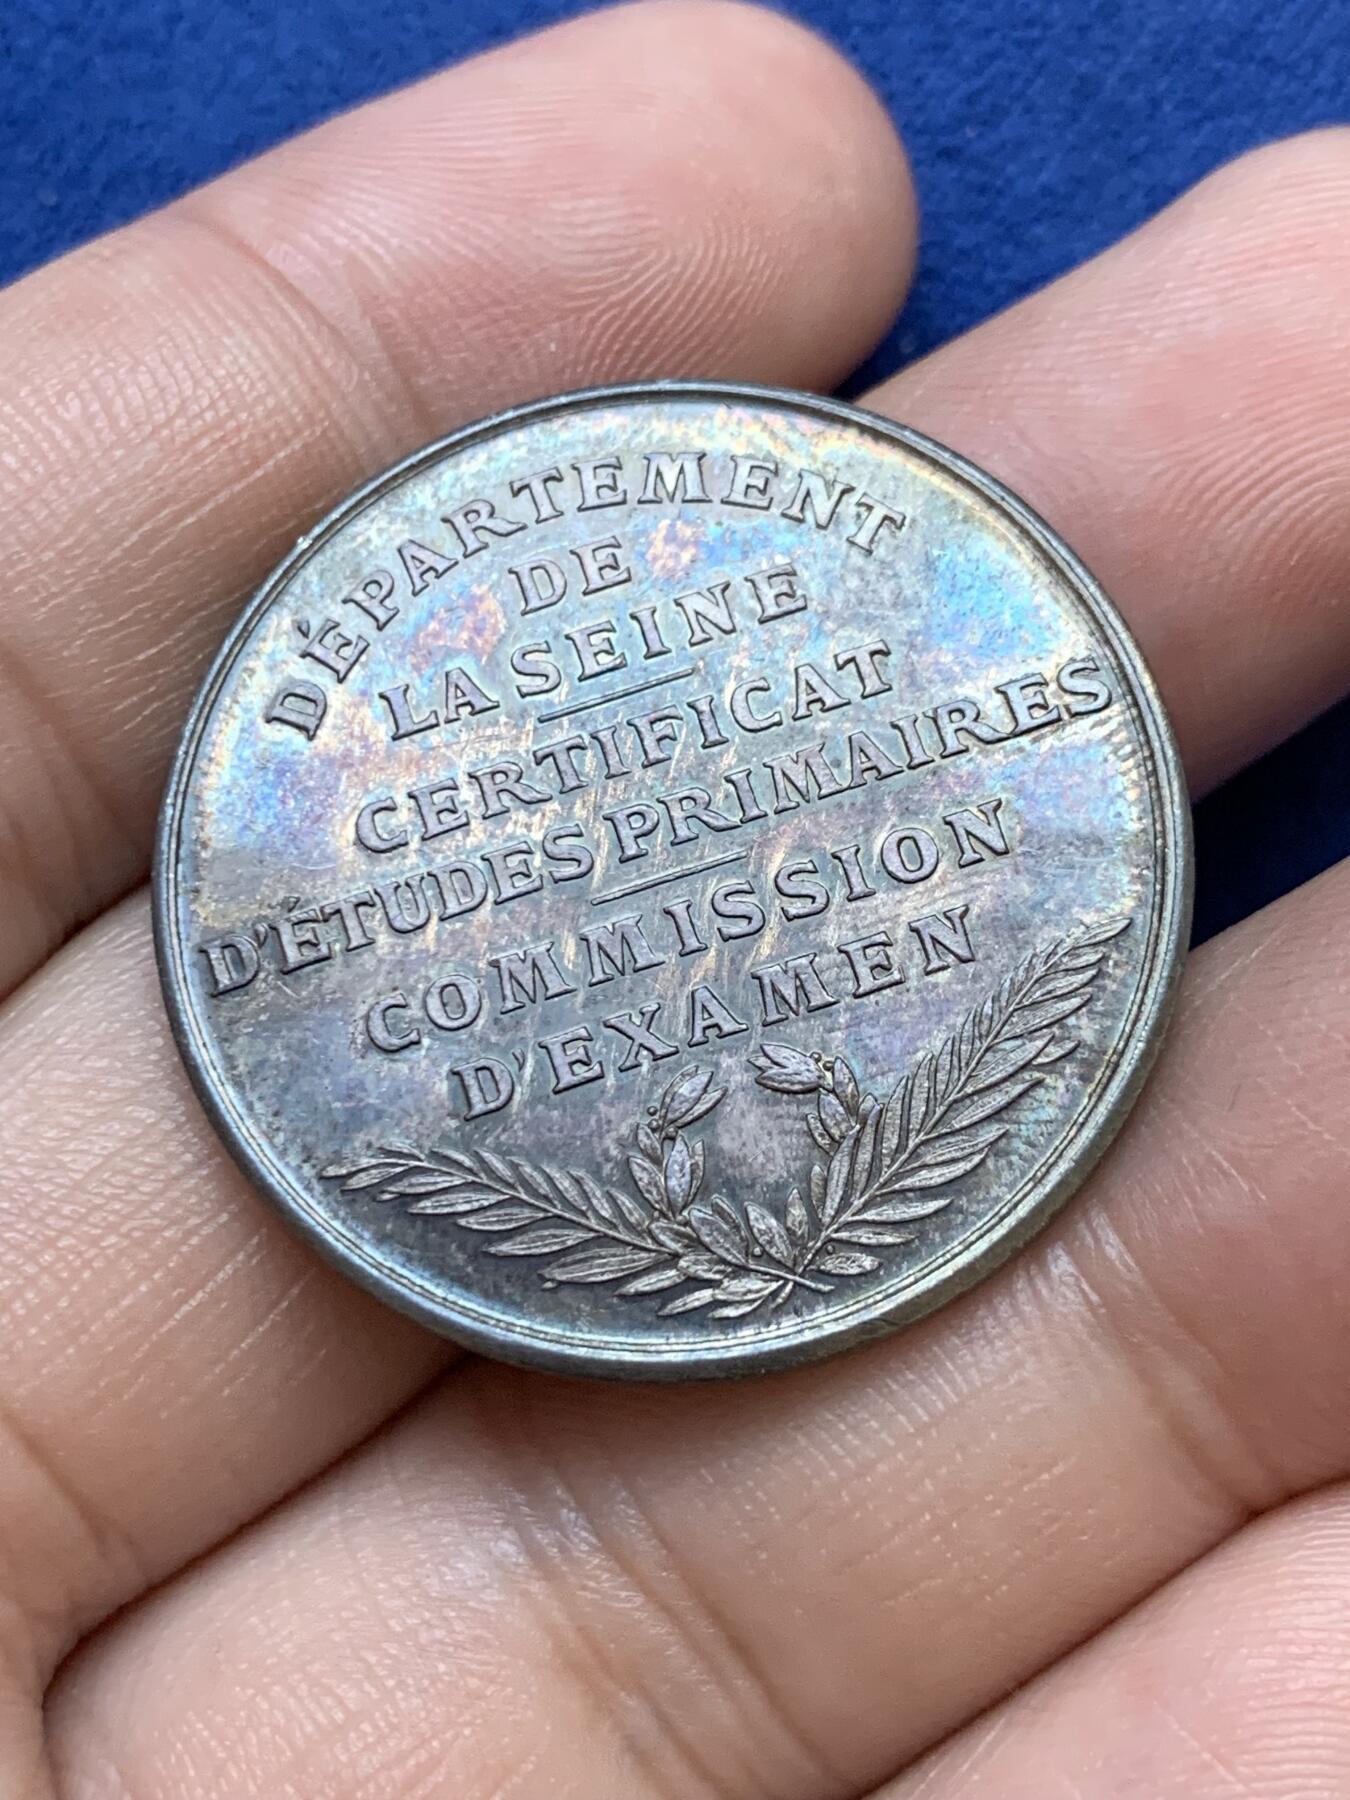 DÉPARTEMENT
DE
LA SEINE
CERTIFICAT
D'ÉTUDES PRIMAIRES
COMMISSION
D'EXAMEN